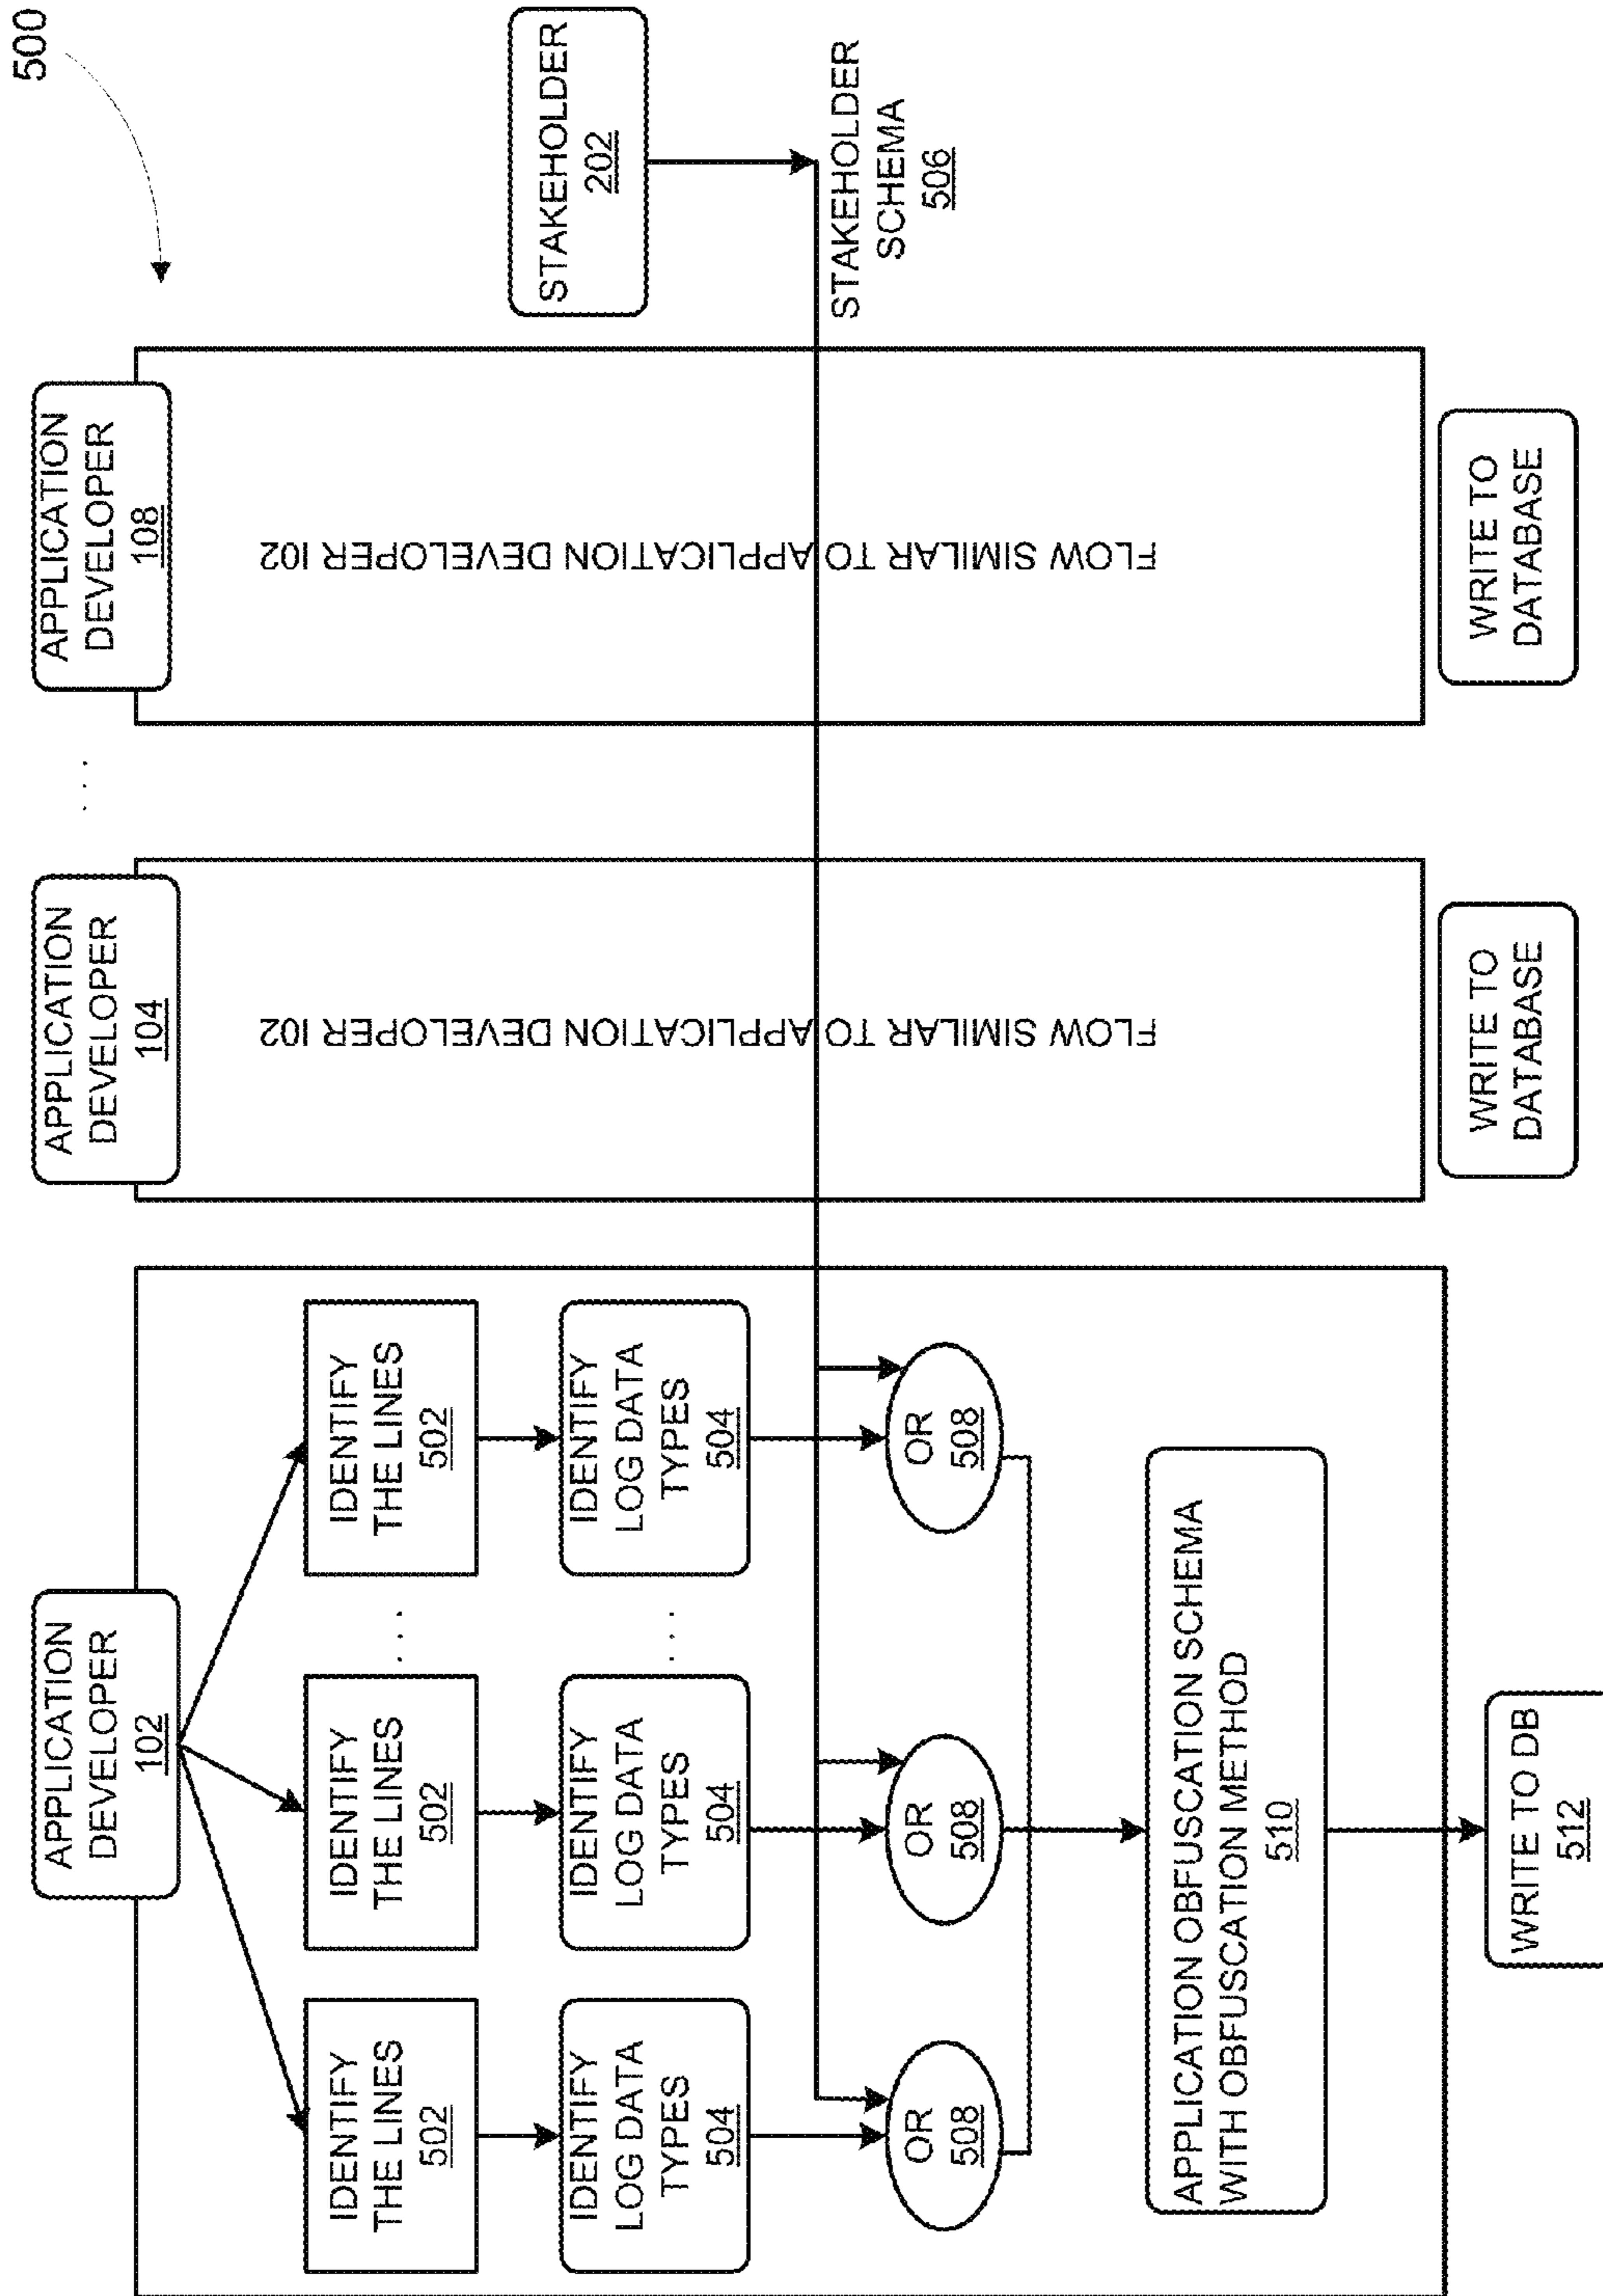 500
APPLICATION
DEVELOPER
102
IDENTIFY
THE LINES
502
IDENTIFY
THE LINES
502
. . .
IDENTIFY
THE LINES
502
IDENTIFY
LOG DATA
TYPES
504
IDENTIFY
LOG DATA
TYPES
504
. . .
IDENTIFY
LOG DATA
TYPES
504
OR
508
OR
508
OR
508
APPLICATION OBFUSCATION SCHEMA
WITH OBFUSCATION METHOD
510
WRITE TO DB
512
APPLICATION
DEVELOPER
104
FLOW SIMILAR TO APPLICATION DEVELOPER I02
WRITE TO
DATABASE
. . .
APPLICATION
DEVELOPER
108
FLOW SIMILAR TO APPLICATION DEVELOPER I02
WRITE TO
DATABASE
STAKEHOLDER
202
STAKEHOLDER
SCHEMA
506